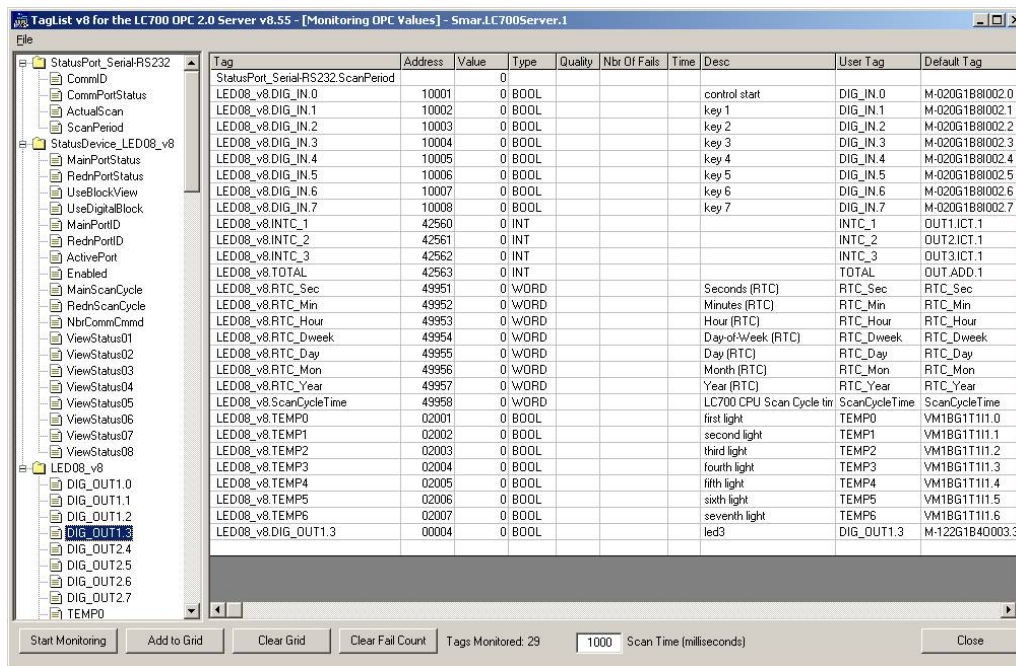 TagList v8 for the LC700 OPC 2.0 Server v8.55 - [Monitoring OPC Values] - Smar.LC700Server.1
File
StatusPort_Serial-RS232
CommID
CommPortStatus
ActualScan
ScanPeriod
StatusDevice_LED08_v8
MainPortStatus
RednPortStatus
UseBlockView
UseDigitalBlock
MainPortID
RednPortID
ActivePort
Enabled
MainScanCycle
RednScanCycle
NbrCommCmmd
ViewStatus01
ViewStatus02
ViewStatus03
ViewStatus04
ViewStatus05
ViewStatus06
ViewStatus07
ViewStatus08
LED08_v8
DIG_OUT1.0
DIG_OUT1.1
DIG_OUT1.2
DIG_OUT1.3
DIG_OUT2.4
DIG_OUT2.5
DIG_OUT2.6
DIG_OUT2.7
TEMP0
Tag Address Value Type Quality Nbr Of Fails Time Desc User Tag Default Tag
StatusPort_Serial-RS232.ScanPeriod 0
LED08_v8.DIG_IN.0 10001 0 BOOL control start DIG_IN.0 M-020G1B8I002.0
LED08_v8.DIG_IN.1 10002 0 BOOL key 1 DIG_IN.1 M-020G1B8I002.1
LED08_v8.DIG_IN.2 10003 0 BOOL key 2 DIG_IN.2 M-020G1B8I002.2
LED08_v8.DIG_IN.3 10004 0 BOOL key 3 DIG_IN.3 M-020G1B8I002.3
LED08_v8.DIG_IN.4 10005 0 BOOL key 4 DIG_IN.4 M-020G1B8I002.4
LED08_v8.DIG_IN.5 10006 0 BOOL key 5 DIG_IN.5 M-020G1B8I002.5
LED08_v8.DIG_IN.6 10007 0 BOOL key 6 DIG_IN.6 M-020G1B8I002.6
LED08_v8.DIG_IN.7 10008 0 BOOL key 7 DIG_IN.7 M-020G1B8I002.7
LED08_v8.INTC_1 42560 0 INT INTC_1 OUT1.ICT.1
LED08_v8.INTC_2 42561 0 INT INTC_2 OUT2.ICT.1
LED08_v8.INTC_3 42562 0 INT INTC_3 OUT3.ICT.1
LED08_v8.TOTAL 42563 0 INT TOTAL OUT.ADD.1
LED08_v8.RTC_Sec 49951 0 WORD Seconds (RTC) RTC_Sec RTC_Sec
LED08_v8.RTC_Min 49952 0 WORD Minutes (RTC) RTC_Min RTC_Min
LED08_v8.RTC_Hour 49953 0 WORD Hour (RTC) RTC_Hour RTC_Hour
LED08_v8.RTC_Dweek 49954 0 WORD Day-of-Week (RTC) RTC_Dweek RTC_Dweek
LED08_v8.RTC_Day 49955 0 WORD Day (RTC) RTC_Day RTC_Day
LED08_v8.RTC_Mon 49956 0 WORD Month (RTC) RTC_Mon RTC_Mon
LED08_v8.RTC_Year 49957 0 WORD Year (RTC) RTC_Year RTC_Year
LED08_v8.ScanCycleTime 49958 0 WORD LC700 CPU Scan Cycle tim ScanCycleTime ScanCycleTime
LED08_v8.TEMP0 02001 0 BOOL first light TEMP0 VM1BG1T1I1.0
LED08_v8.TEMP1 02002 0 BOOL second light TEMP1 VM1BG1T1I1.1
LED08_v8.TEMP2 02003 0 BOOL third light TEMP2 VM1BG1T1I1.2
LED08_v8.TEMP3 02004 0 BOOL fourth light TEMP3 VM1BG1T1I1.3
LED08_v8.TEMP4 02005 0 BOOL fifth light TEMP4 VM1BG1T1I1.4
LED08_v8.TEMP5 02006 0 BOOL sixth light TEMP5 VM1BG1T1I1.5
LED08_v8.TEMP6 02007 0 BOOL seventh light TEMP6 VM1BG1T1I1.6
LED08_v8.DIG_OUT1.3 00004 0 BOOL led3 DIG_OUT1.3 M-122G1B4O003.3
Start Monitoring Add to Grid Clear Grid Clear Fail Count Tags Monitored: 29 1000 Scan Time (milliseconds) Close